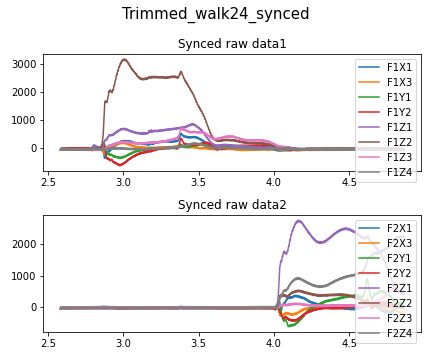 Trimmed_walk24_synced
Synced raw data1
3000
2000
1000
0
2.5 3.0 3.5 4.0 4.5
F1X1
F1X3
F1Y1
F1Y2
F1Z1
F1Z2
F1Z3
F1Z4
Synced raw data2
2000
1000
0
2.5 3.0 3.5 4.0 4.5
F2X1
F2X3
F2Y1
F2Y2
F2Z1
F2Z2
F2Z3
F2Z4